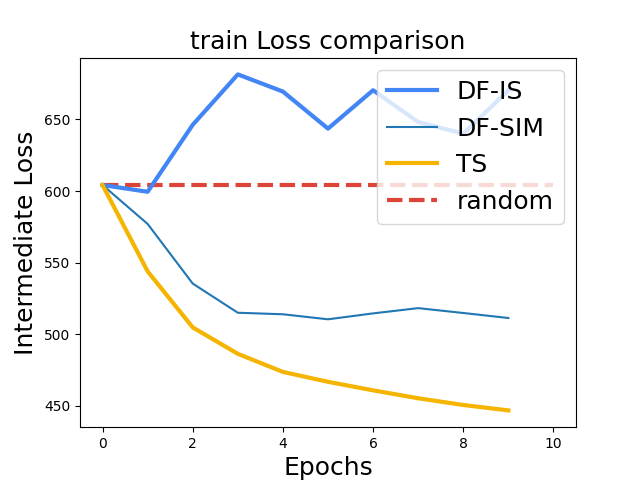 train Loss comparison
Intermediate Loss
650
600
550
500
450
DF-IS
DF-SIM
TS
random
0 2 4 6 8 10
Epochs